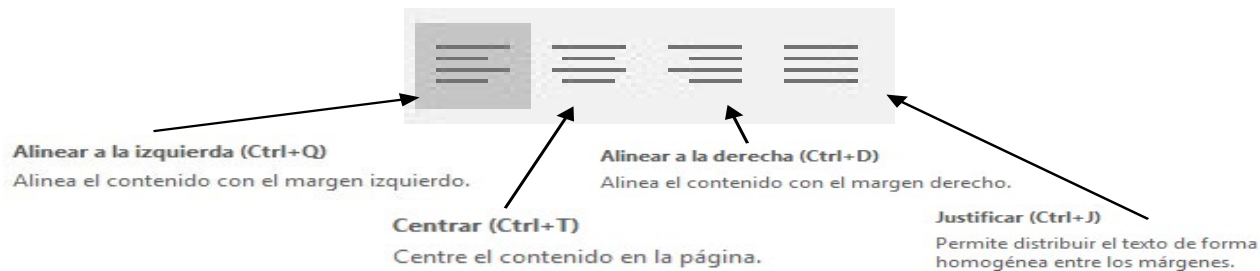 Alinear a la izquierda (Ctrl+Q)
Alinea el contenido con el margen izquierdo.
Centrar (Ctrl+T)
Centre el contenido en la página.
Alinear a la derecha (Ctrl+D)
Alinea el contenido con el margen derecho.
Justificar (Ctrl+J)
Permite distribuir el texto de forma
homogénea entre los márgenes.